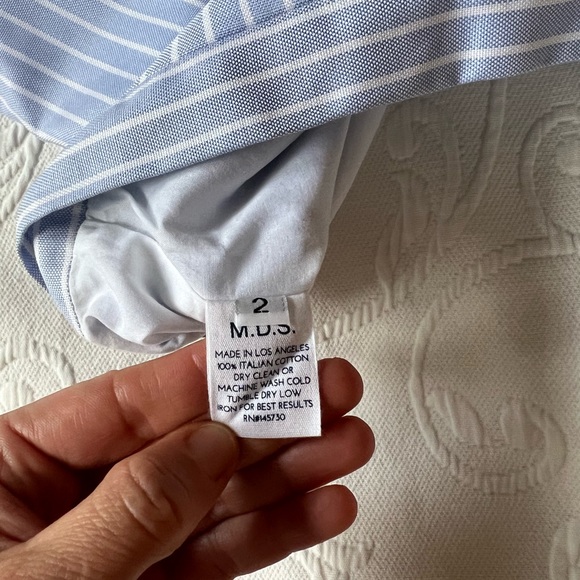 2
M.D.S.
MADE IN LOS ANGELES
100% ITALIAN COTTON
DRY CLEAN OR
MACHINE WASH COLD
TUMBLE DRY LOW
IRON FOR BEST RESULTS
RN#145730